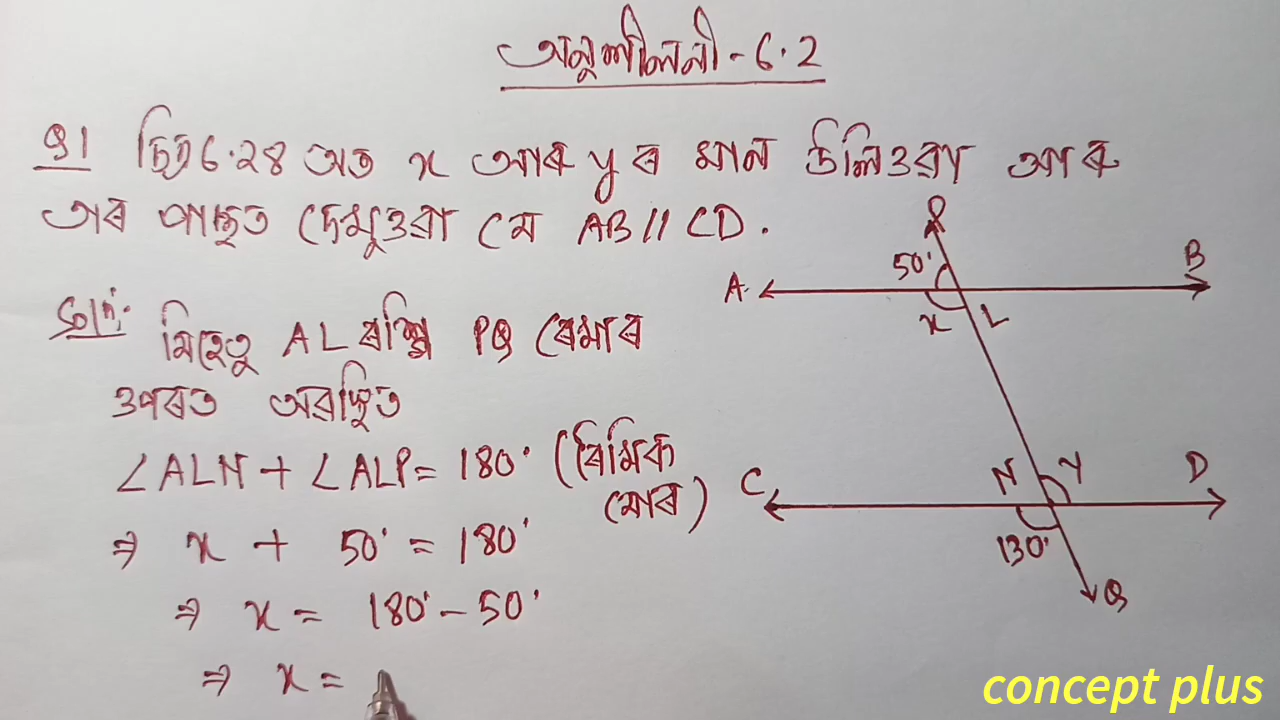 অনুশীলনী - 6.2
Q1 চিত্ৰ 6.28 অত x আৰু y ৰ মান উলিওৱা আৰু
তাৰ পাছত দেখুওৱা যে AB // CD.
P
50°
A
B
x
L
যিহেতু AL ৰশ্মি PQ ৰেখাৰ
ওপৰত অৱস্থিত
∠ALN + ∠ALP = 180° (ৰৈখিক
যোৰ)
C
N
Y
D
⇒ x + 50° = 180°
130°
⇒ x = 180° - 50°
Q
⇒ x =
concept plus